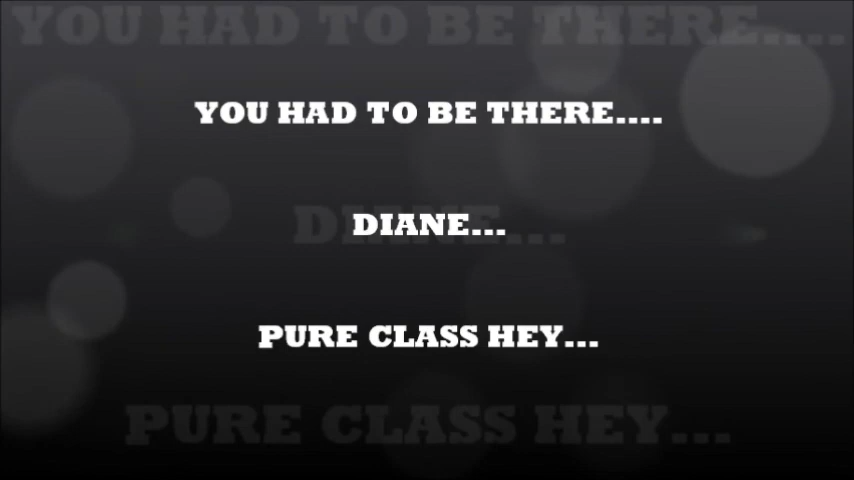 YOU HAD TO BE THERE....
YOU HAD TO BE THERE....
DIANE...
DIANE...
PURE CLASS HEY...
PURE CLASS HEY...